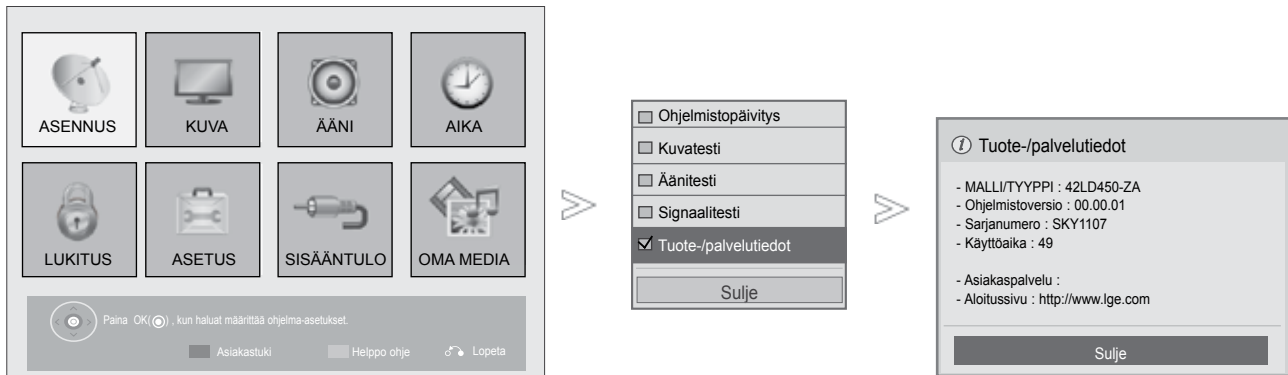 ASENNUS
KUVA
ÄÄNI
AIKA
LUKITUS
ASETUS
SISÄÄNTULO
OMA MEDIA
Paina OK(◉) , kun haluat määrittää ohjelma-asetukset.
Asiakastuki
Helppo ohje
Lopeta
Ohjelmistopäivitys
Kuvatesti
Äänitesti
Signaalitesti
Tuote-/palvelutiedot
Sulje
Tuote-/palvelutiedot
- MALLI/TYYPPI : 42LD450-ZA
- Ohjelmistoversio : 00.00.01
- Sarjanumero : SKY1107
- Käyttöaika : 49
- Asiakaspalvelu :
- Aloitussivu : http://www.lge.com
Sulje